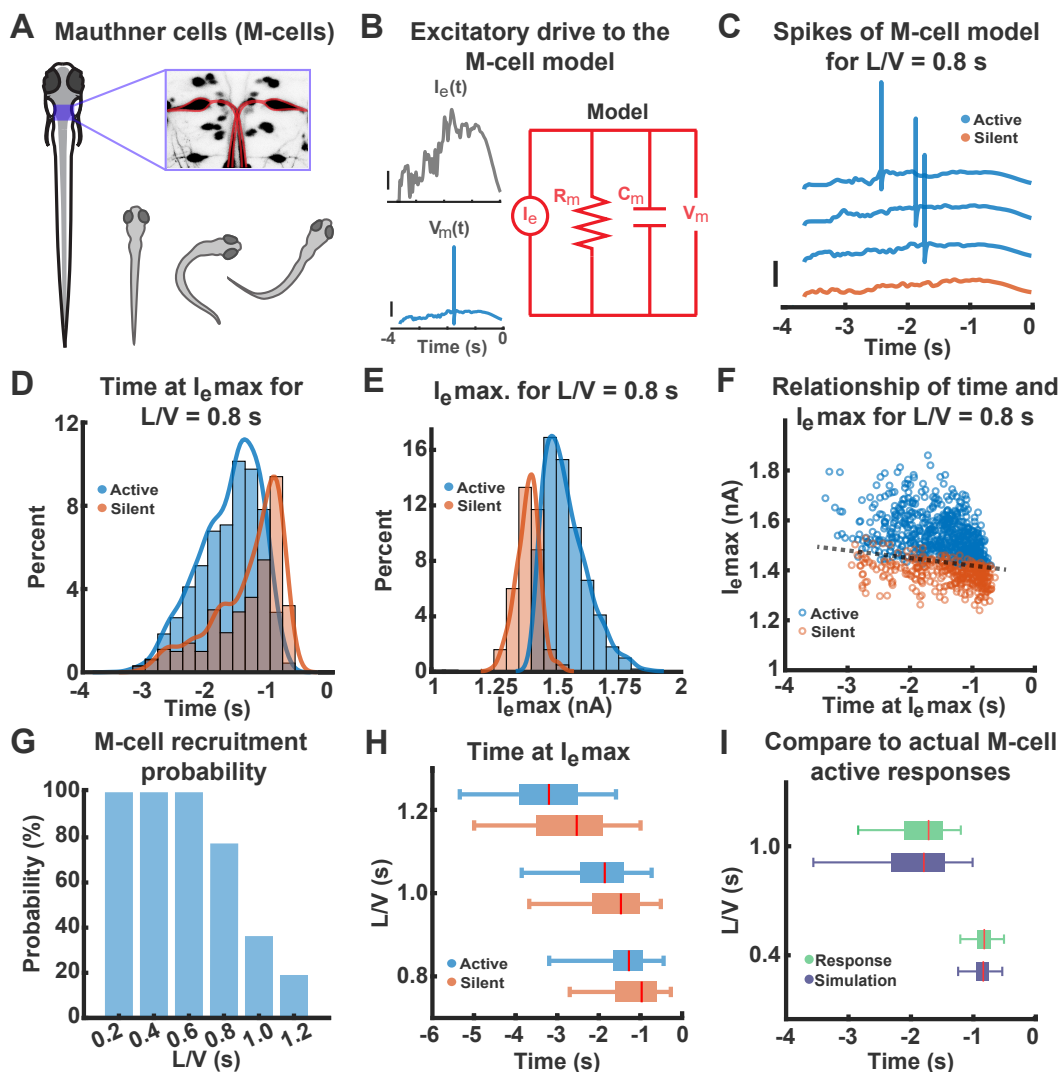 A Mauthner cells (M-cells)
B Excitatory drive to the
M-cell model
Iₑ(t)
Model
Rₘ
Cₘ
Iₑ
Vₘ
Vₘ(t)
-4
0
Time (s)
C Spikes of M-cell model
for L/V = 0.8 s
Active
Silent
-4
-3
-2
-1
0
Time (s)
D Time at Iₑmax for
L/V = 0.8 s
12
8
4
0
Percent
Active
Silent
-3
-2
-1
0
Time (s)
E Iₑmax. for L/V = 0.8 s
16
12
8
4
0
Percent
Active
Silent
1
1.25
1.5
1.75
2
Iₑmax (nA)
F Relationship of time and
Iₑmax for L/V = 0.8 s
1.8
1.6
1.4
1.2
1
Iₑmax (nA)
Active
Silent
-4
-3
-2
-1
0
Time at Iₑmax (s)
G M-cell recruitment
probability
100
80
60
40
20
0
Probability (%)
0.2
0.4
0.6
0.8
1.0
1.2
L/V (s)
H Time at Iₑmax
1.2
1.0
0.8
L/V (s)
Active
Silent
-6
-5
-4
-3
-2
-1
0
Time (s)
I Compare to actual M-cell
active responses
1.0
0.4
L/V (s)
Response
Simulation
-4
-3
-2
-1
0
Time (s)